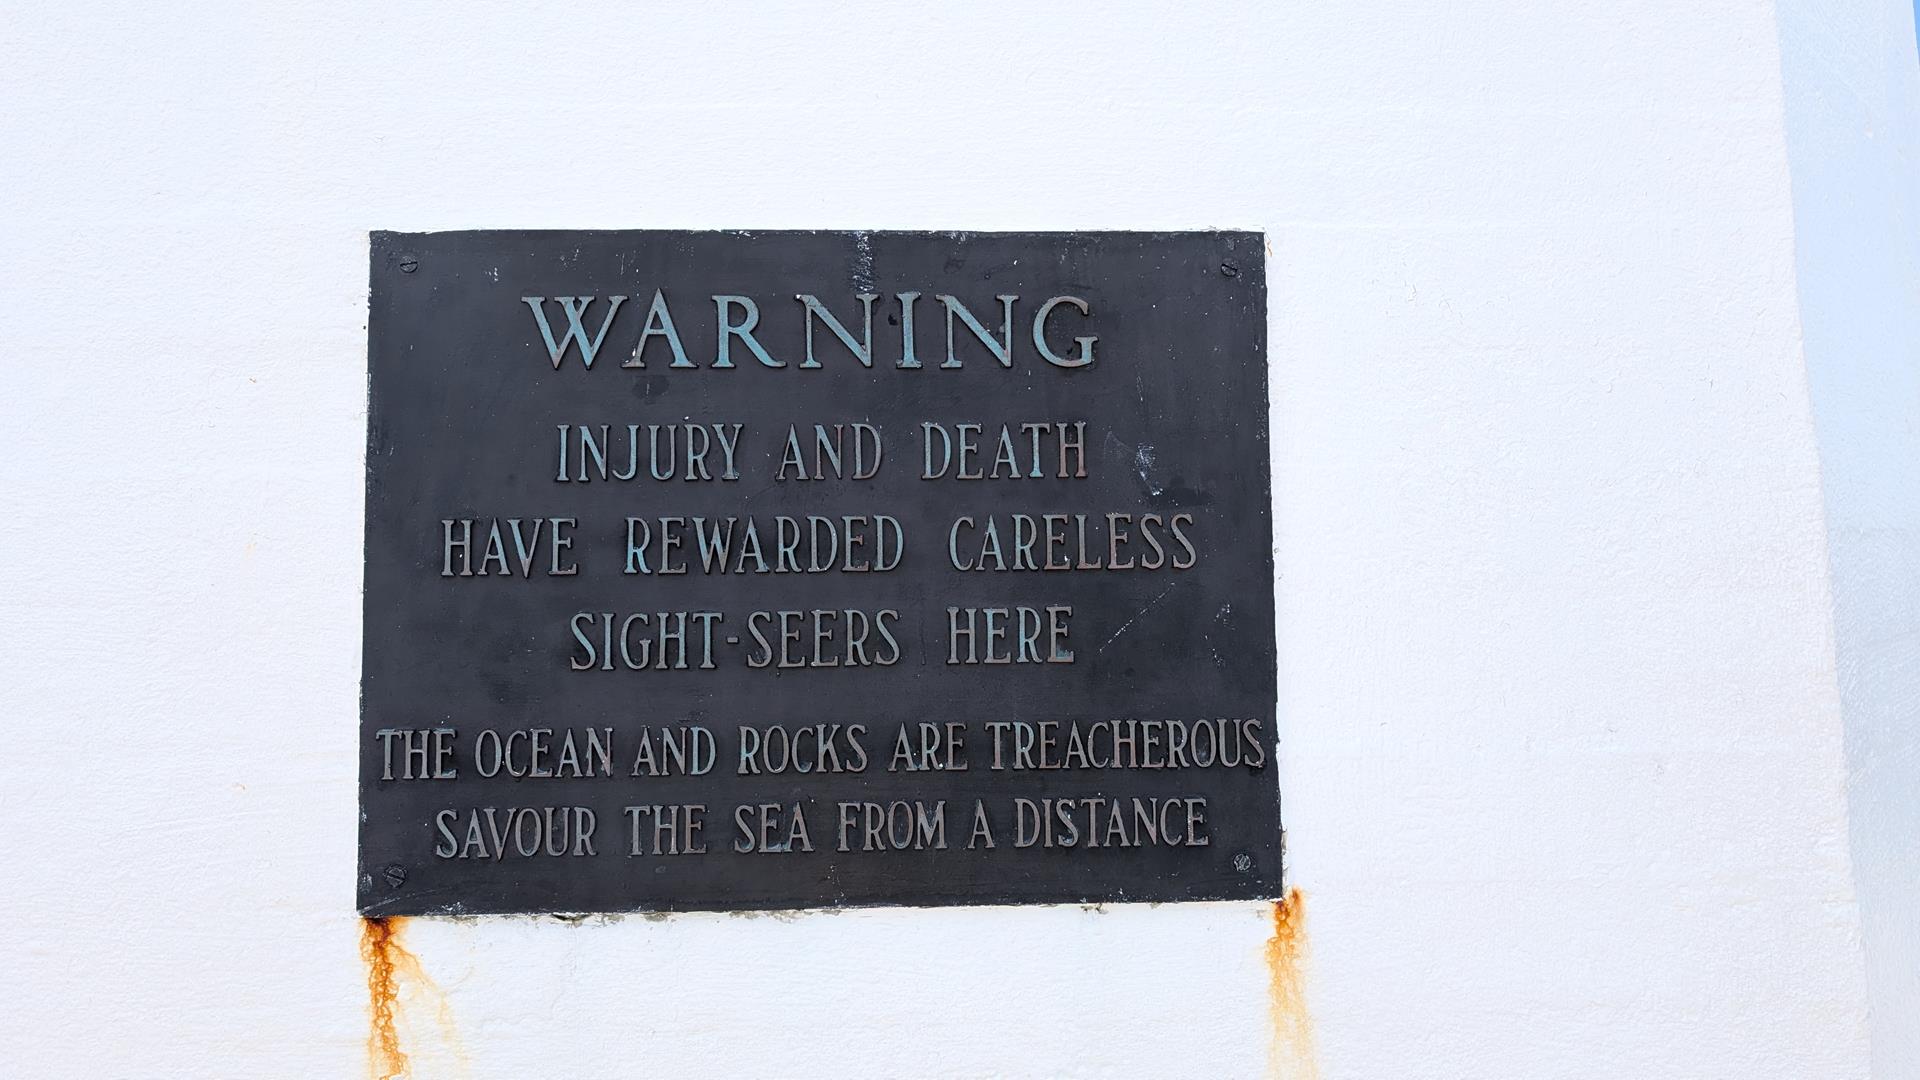 WARNING
INJURY AND DEATH
HAVE REWARDED CARELESS
SIGHT-SEERS HERE
THE OCEAN AND ROCKS ARE TREACHEROUS
SAVOUR THE SEA FROM A DISTANCE